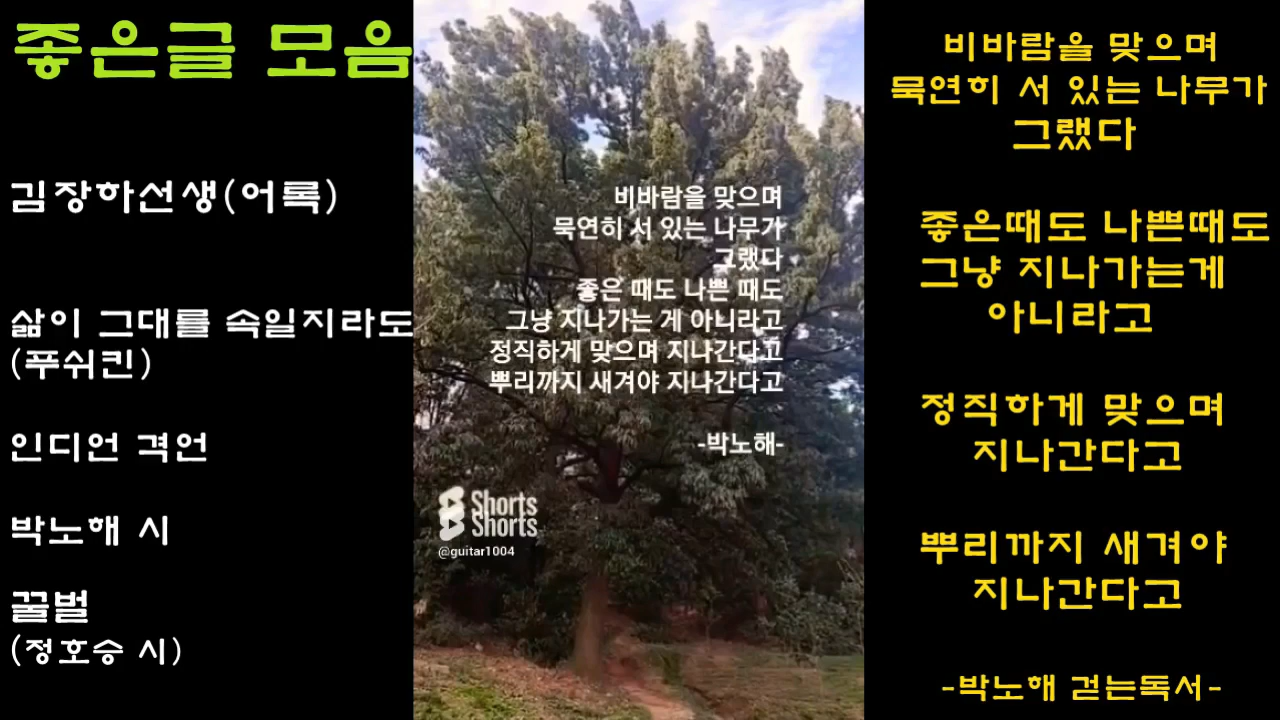 좋은글 모음
김장하선생(어록)
삶이 그대를 속일지라도
(푸쉬킨)
인디언 격언
박노해 시
꿀벌
(정호승 시)
비바람을 맞으며
묵연히 서 있는 나무가
그랬다
좋은 때도 나쁜 때도
그냥 지나가는 게 아니라고
정직하게 맞으며 지나간다고
뿌리까지 새겨야 지나간다고
-박노해-
Shorts
Shorts
@guitar1004
비바람을 맞으며
묵연히 서 있는 나무가
그랬다
좋은때도 나쁜때도
그냥 지나가는게
아니라고
정직하게 맞으며
지나간다고
뿌리까지 새겨야
지나간다고
-박노해 걷는독서-